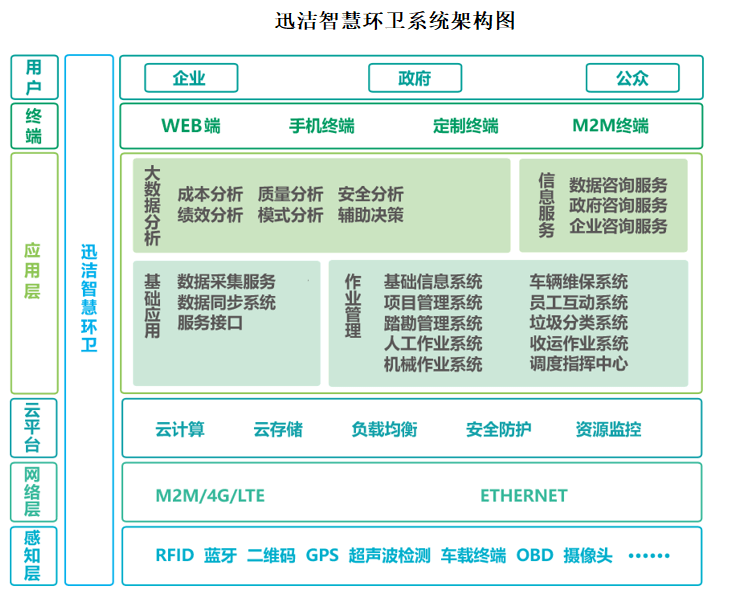 迅洁智慧环卫系统架构图
用户
企业
政府
公众
终端
WEB端
手机终端
定制终端
M2M终端
应用层
迅洁智慧环卫
大数据分析
成本分析 质量分析 安全分析
绩效分析 模式分析 辅助决策
信息服务
数据咨询服务
政府咨询服务
企业咨询服务
基础应用
数据采集服务
数据同步系统
服务接口
作业管理
基础信息系统
项目管理系统
踏勘管理系统
人工作业系统
机械作业系统
车辆维保系统
员工互动系统
垃圾分类系统
收运作业系统
调度指挥中心
云平台
云计算 云存储 负载均衡 安全防护 资源监控
网络层
M2M/4G/LTE
ETHERNET
感知层
RFID 蓝牙 二维码 GPS 超声波检测 车载终端 OBD 摄像头 ••••••